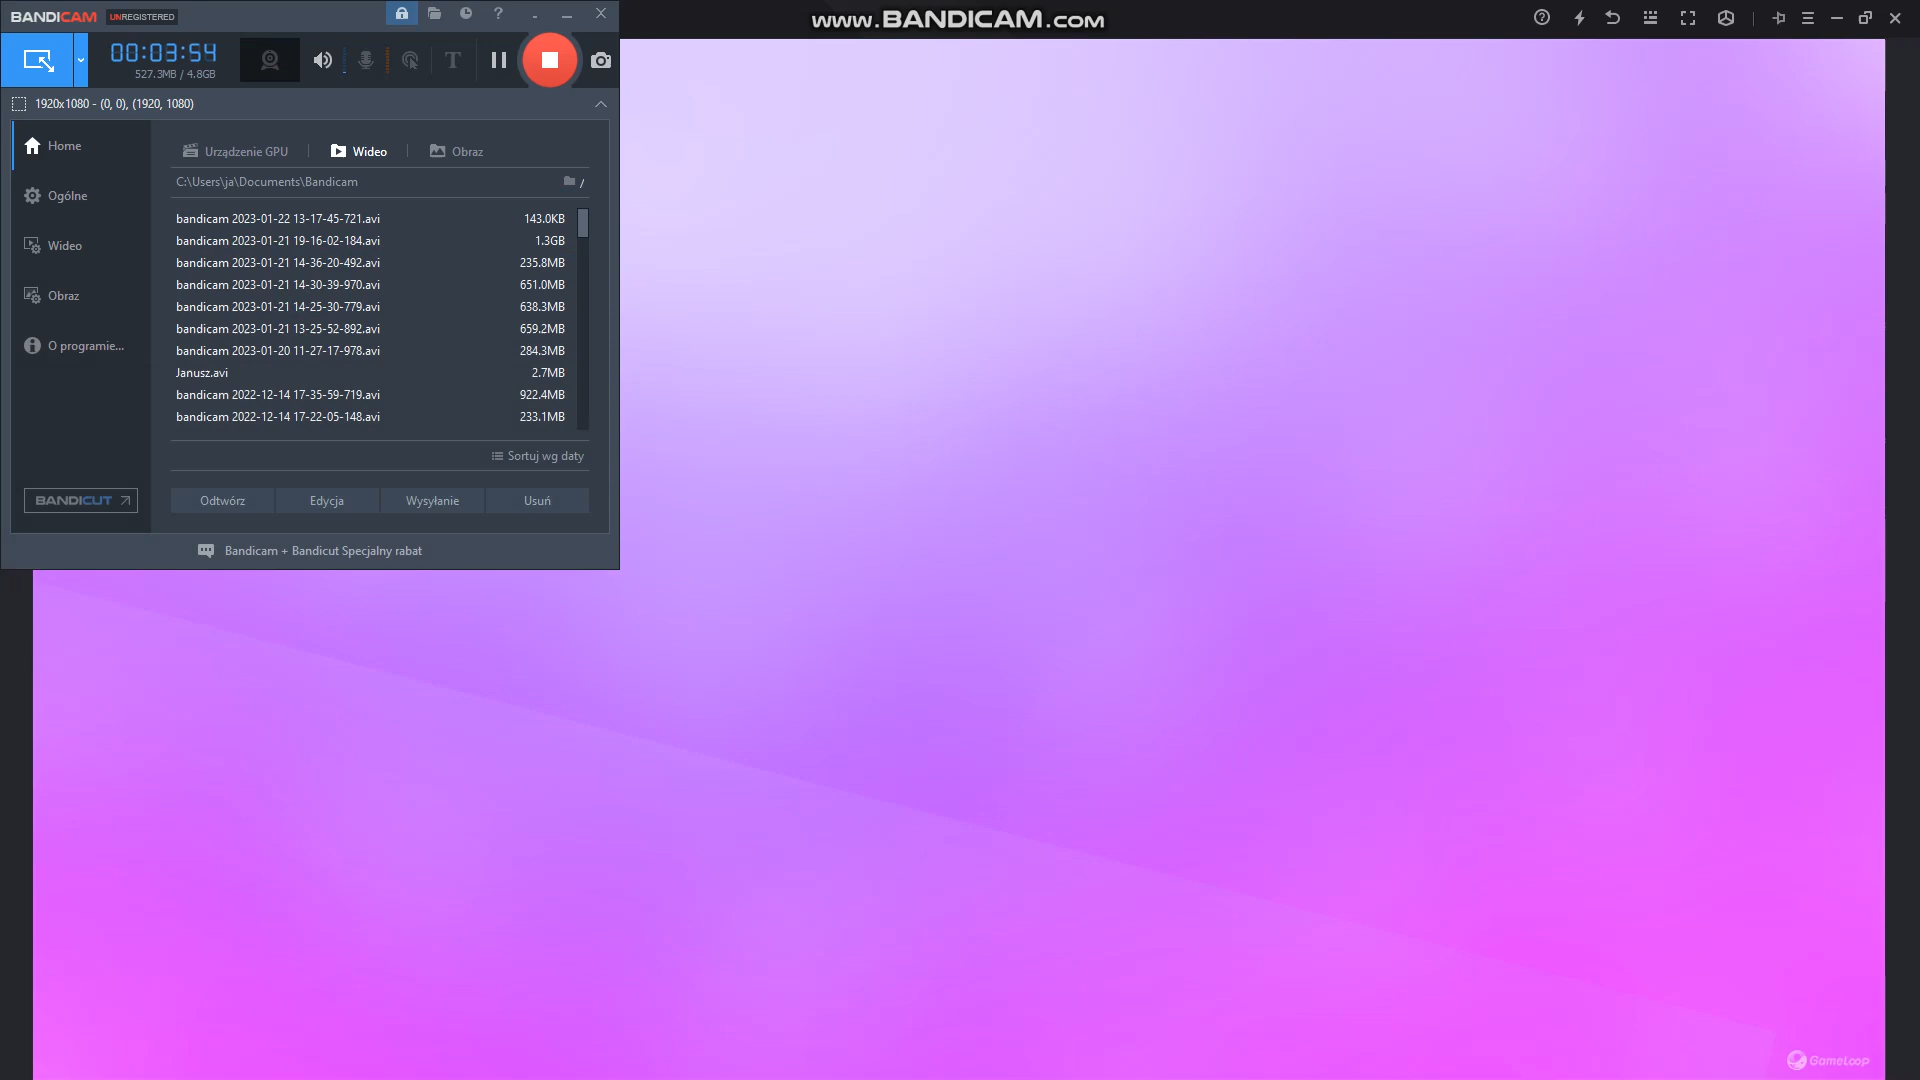 BANDICAM UNREGISTERED
www.BANDICAM.COM
00:03:54
527.3MB / 4.8GB
1920x1080 - (0, 0), (1920, 1080)
Home
Ogólne
Wideo
Obraz
O programie...
BANDICUT
Urządzenie GPU
Wideo
Obraz
C:\Users\ja\Documents\Bandicam
/
bandicam 2023-01-22 13-17-45-721.avi 143.0KB
bandicam 2023-01-21 19-16-02-184.avi 1.3GB
bandicam 2023-01-21 14-36-20-492.avi 235.8MB
bandicam 2023-01-21 14-30-39-970.avi 651.0MB
bandicam 2023-01-21 14-25-30-779.avi 638.3MB
bandicam 2023-01-21 13-25-52-892.avi 659.2MB
bandicam 2023-01-20 11-27-17-978.avi 284.3MB
Janusz.avi 2.7MB
bandicam 2022-12-14 17-35-59-719.avi 922.4MB
bandicam 2022-12-14 17-22-05-148.avi 233.1MB
Sortuj wg daty
Odtwórz
Edycja
Wysyłanie
Usuń
Bandicam + Bandicut Specjalny rabat
GameLoop